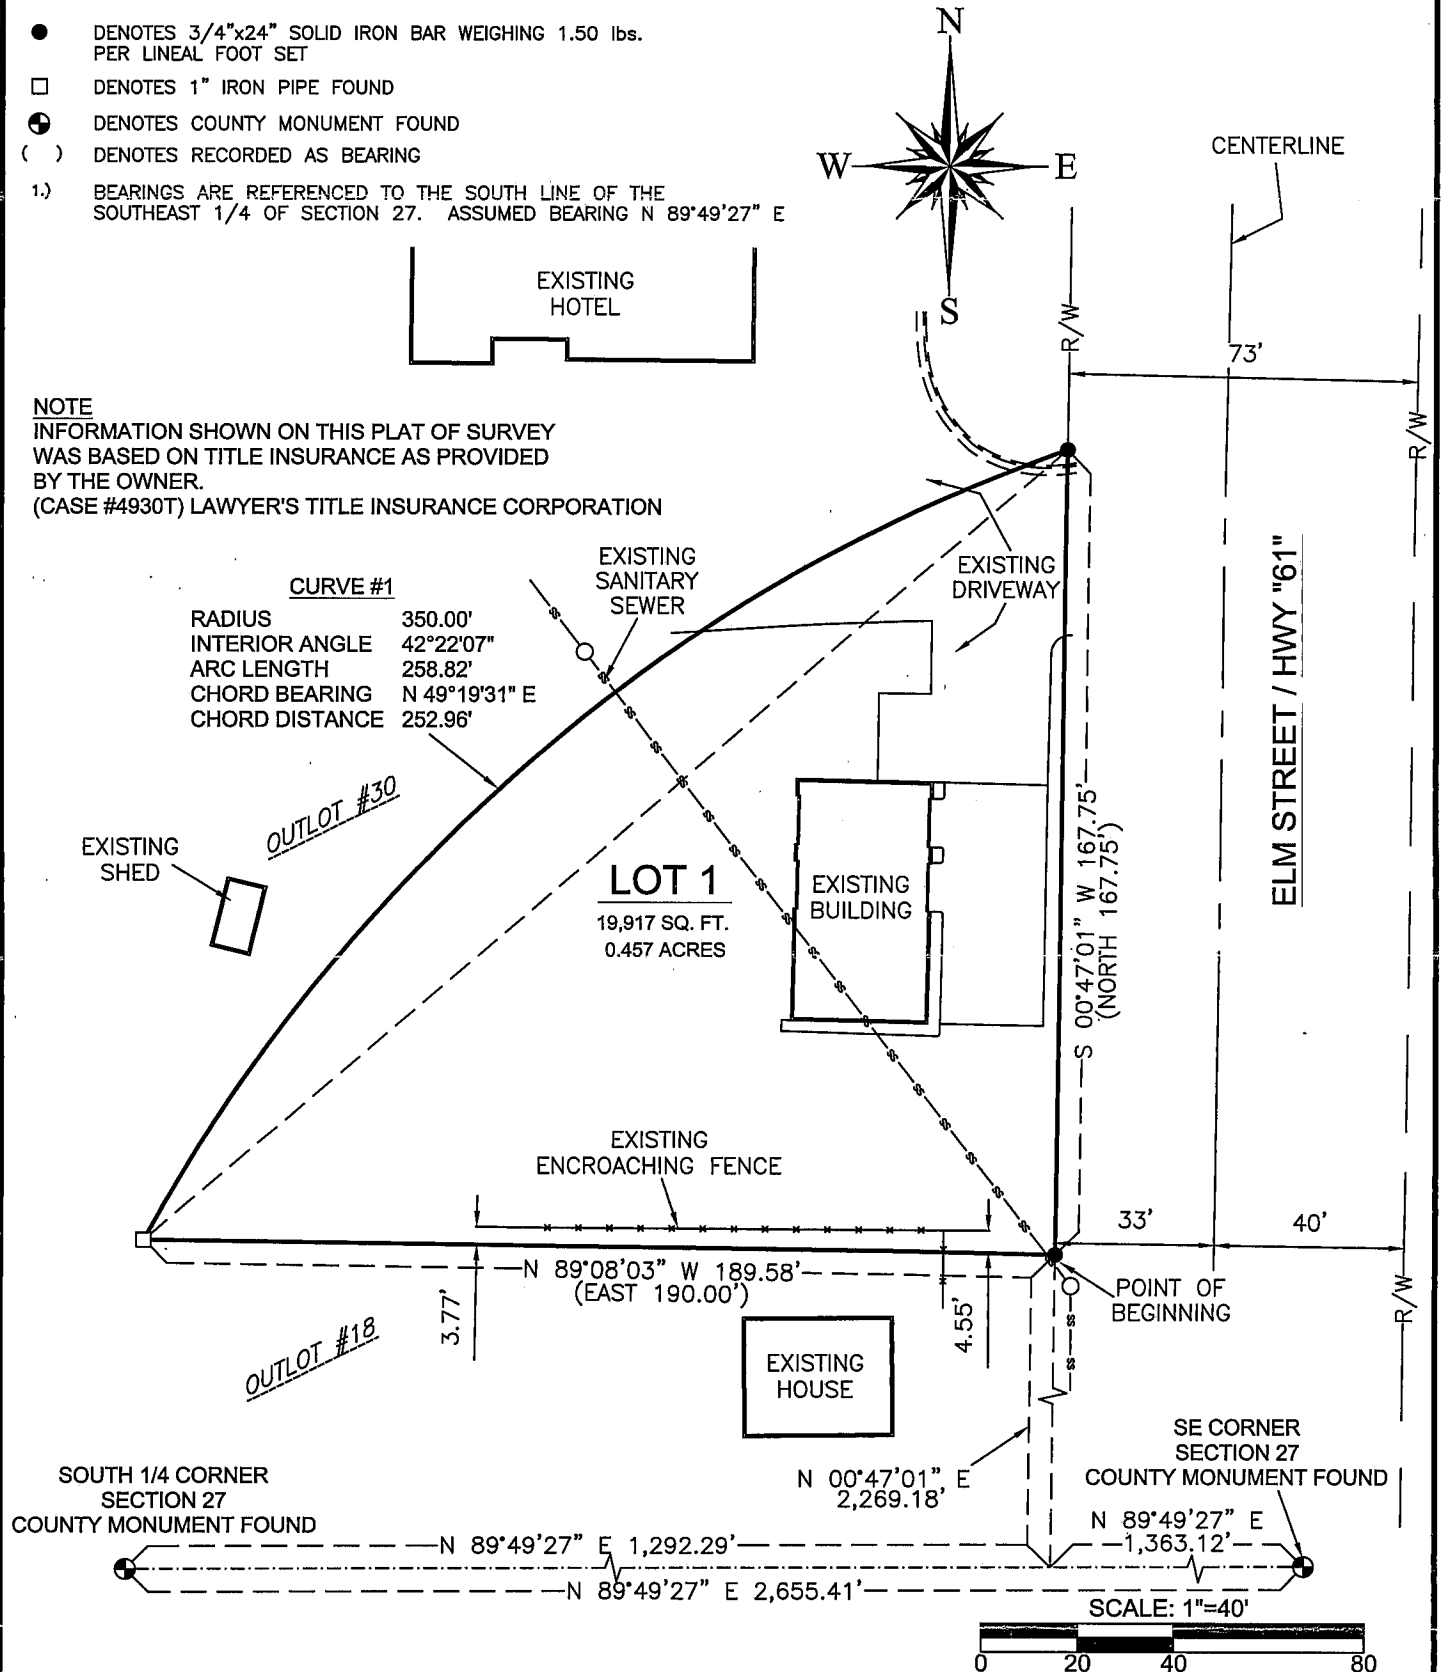 DENOTES 3/4"x24" SOLID IRON BAR WEIGHING 1.50 lbs.
PER LINEAL FOOT SET
DENOTES 1" IRON PIPE FOUND
DENOTES COUNTY MONUMENT FOUND
( ) DENOTES RECORDED AS BEARING
1.) BEARINGS ARE REFERENCED TO THE SOUTH LINE OF THE
SOUTHEAST 1/4 OF SECTION 27. ASSUMED BEARING N 89°49'27" E
N
W
E
S
CENTERLINE
EXISTING
HOTEL
R/W
73'
R/W
NOTE
INFORMATION SHOWN ON THIS PLAT OF SURVEY
WAS BASED ON TITLE INSURANCE AS PROVIDED
BY THE OWNER.
(CASE #4930T) LAWYER'S TITLE INSURANCE CORPORATION
EXISTING
SANITARY
SEWER
EXISTING
DRIVEWAY
CURVE #1
RADIUS 350.00'
INTERIOR ANGLE 42°22'07"
ARC LENGTH 258.82'
CHORD BEARING N 49°19'31" E
CHORD DISTANCE 252.96'
ELM STREET / HWY "61"
OUTLOT #30
EXISTING
SHED
LOT 1
19,917 SQ. FT.
0.457 ACRES
EXISTING
BUILDING
S 00°47'01" W 167.75'
(NORTH 167.75')
EXISTING
ENCROACHING FENCE
33'
40'
N 89°08'03" W 189.58'
(EAST 190.00')
3.77'
4.55'
POINT OF
BEGINNING
R/W
SS
SS
OUTLOT #18
EXISTING
HOUSE
SE CORNER
SECTION 27
COUNTY MONUMENT FOUND
SOUTH 1/4 CORNER
SECTION 27
COUNTY MONUMENT FOUND
N 00°47'01" E
2,269.18'
N 89°49'27" E
1,363.12'
N 89°49'27" E 1,292.29'
N 89°49'27" E 2,655.41'
SCALE: 1"=40'
0 20 40 80